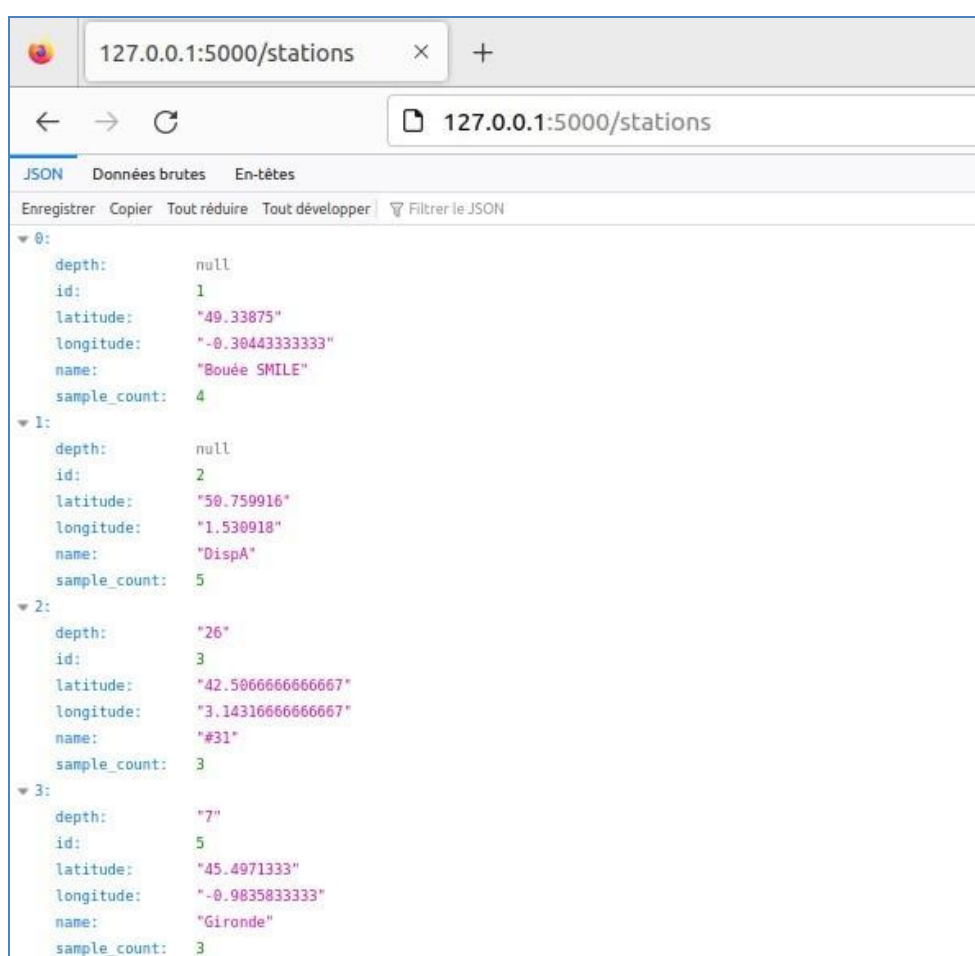 127.0.0.1:5000/stations
127.0.0.1:5000/stations
JSON Données brutes En-têtes
Enregistrer Copier Tout réduire Tout développer Filtrer le JSON
0:
depth: null
id: 1
latitude: "49.33875"
longitude: "-0.30443333333"
name: "Bouée SMILE"
sample_count: 4
1:
depth: null
id: 2
latitude: "50.759916"
longitude: "1.530918"
name: "DispA"
sample_count: 5
2:
depth: "26"
id: 3
latitude: "42.5066666666667"
longitude: "3.14316666666667"
name: "#31"
sample_count: 3
3:
depth: "7"
id: 5
latitude: "45.4971333"
longitude: "-0.9835833333"
name: "Gironde"
sample_count: 3